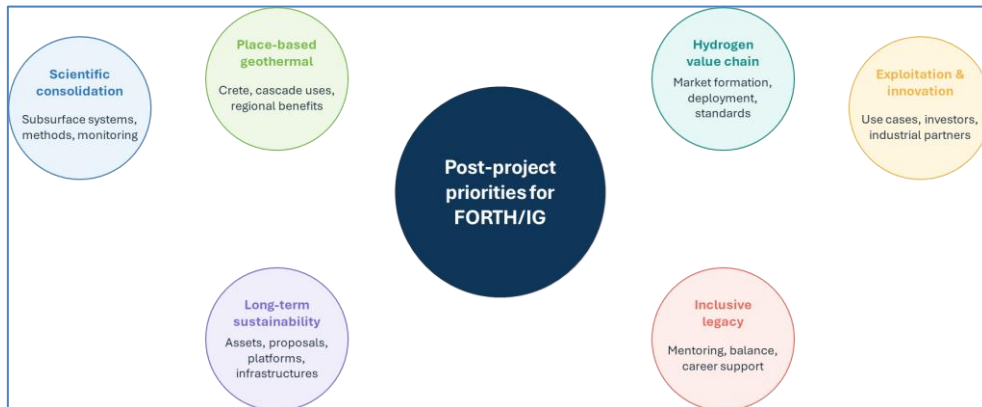 Scientific
consolidation
Subsurface systems,
methods, monitoring
Place-based
geothermal
Crete, cascade uses,
regional benefits
Hydrogen
value chain
Market formation,
deployment,
standards
Exploitation &
innovation
Use cases, investors,
industrial partners
Post-project
priorities for
FORTH/IG
Long-term
sustainability
Assets, proposals,
platforms,
infrastructures
Inclusive
legacy
Mentoring, balance,
career support